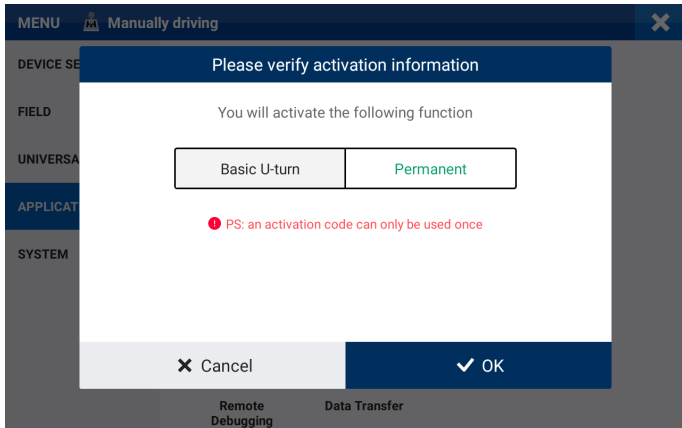 MENU Manually driving
DEVICE SE
FIELD
UNIVERSA
APPLICAT
SYSTEM
Please verify activation information
You will activate the following function
Basic U-turn Permanent
PS: an activation code can only be used once
Cancel OK
Remote Data Transfer
Debugging